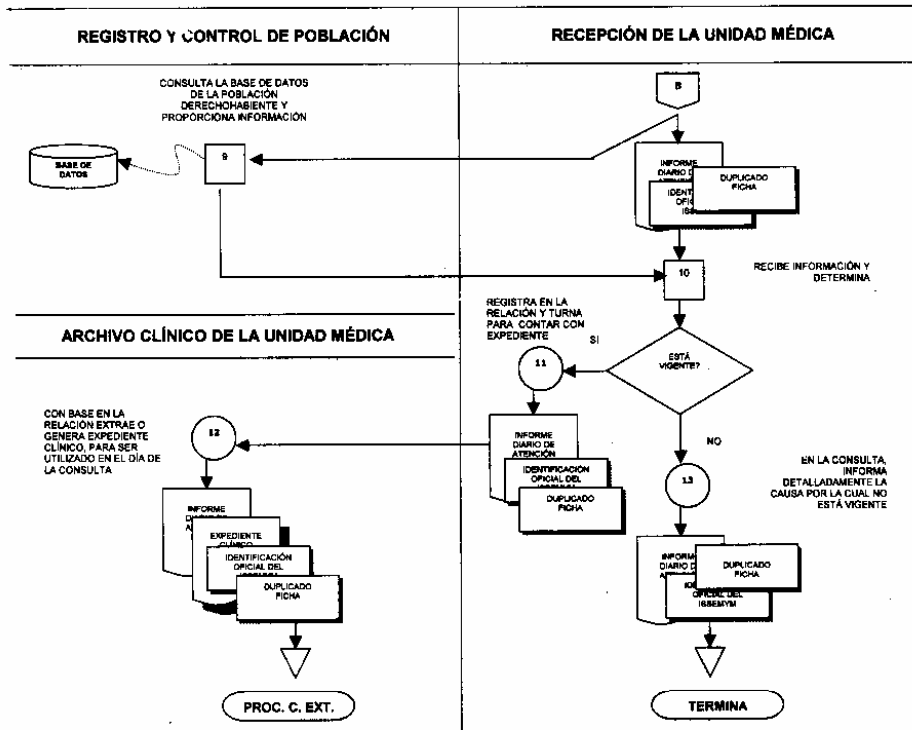 REGISTRO Y CONTROL DE POBLACIÓN
RECEPCIÓN DE LA UNIDAD MÉDICA
CONSULTA LA BASE DE DATOS
DE LA POBLACIÓN
DERECHOHABIENTE Y
PROPORCIONA INFORMACIÓN
BASE DE
DATOS
9
B
INFORME
DIARIO DE
DUPLICADO
FICHA
10
RECIBE INFORMACIÓN Y
DETERMINA
ARCHIVO CLÍNICO DE LA UNIDAD MÉDICA
REGISTRA EN LA
RELACIÓN Y TURNA
PARA CONTAR CON
EXPEDIENTE
SI
11
ESTÁ
VIGENTE?
NO
CON BASE EN LA
RELACIÓN EXTRAE O
GENERA EXPEDIENTE
CLÍNICO, PARA SER
UTILIZADO EN EL DÍA DE
LA CONSULTA
12
INFORME
DIARIO DE
ATENCIÓN
IDENTIFICACIÓN
OFICIAL DEL
DUPLICADO
FICHA
13
EN LA CONSULTA,
INFORMA
DETALLADAMENTE LA
CAUSA POR LA CUAL NO
ESTÁ VIGENTE
INFORME
EXPEDIENTE
CLÍNICO
IDENTIFICACIÓN
OFICIAL DEL
DUPLICADO
FICHA
DIARIO DE
DUPLICADO
FICHA
OFICIAL DEL
ISSEMYM
PROC. C. EXT.
TERMINA